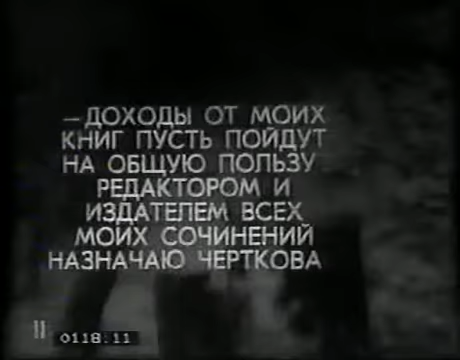 —ДОХОДЫ ОТ МОИХ
КНИГ ПУСТЬ ПОЙДУТ
НА ОБЩУЮ ПОЛЬЗУ
РЕДАКТОРОМ И
ИЗДАТЕЛЕМ ВСЕХ
МОИХ СОЧИНЕНИЙ
НАЗНАЧАЮ ЧЕРТКОВА
0118.11